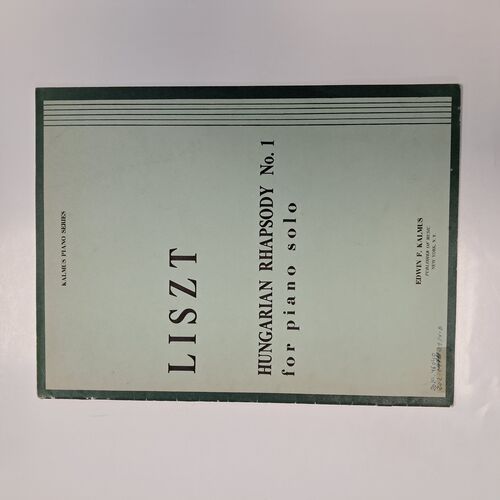 KALMUS PIANO SERIES
LISZT
HUNGARIAN RHAPSODY No. 1
for piano solo
EDWIN F. KALMUS
PUBLISHER OF MUSIC
NEW YORK, N.Y.